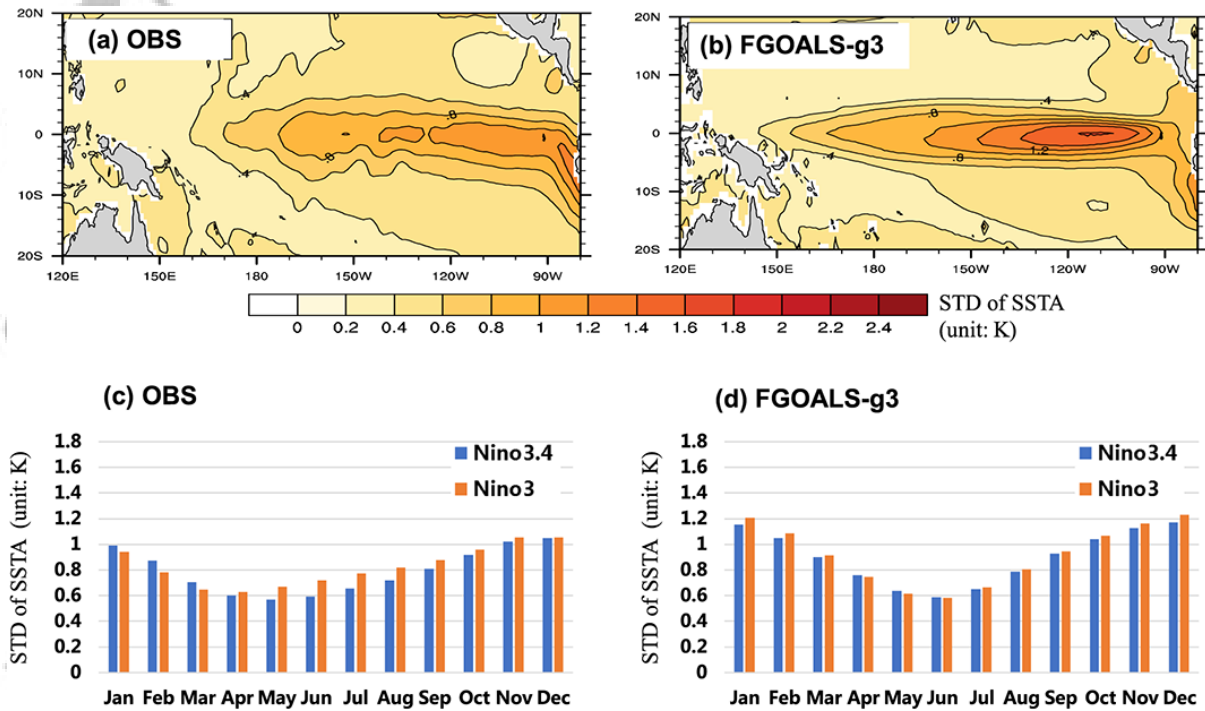 (a) OBS
20N
10N
0
10S
20S
120E 150E 180 150W 120W 90W
.4
.8
.8
.4
(b) FGOALS-g3
20N
10N
0
10S
20S
120E 150E 180 150W 120W 90W
.4
.8
1.2
.8
.4
0 0.2 0.4 0.6 0.8 1 1.2 1.4 1.6 1.8 2 2.2 2.4
STD of SSTA
(unit: K)
(c) OBS
STD of SSTA (unit: K)
1.8
1.6
1.4
1.2
1
0.8
0.6
0.4
0.2
0
Nino3.4
Nino3
Jan Feb Mar Apr May Jun Jul Aug Sep Oct Nov Dec
(d) FGOALS-g3
STD of SSTA (unit: K)
1.8
1.6
1.4
1.2
1
0.8
0.6
0.4
0.2
0
Nino3.4
Nino3
Jan Feb Mar Apr May Jun Jul Aug Sep Oct Nov Dec